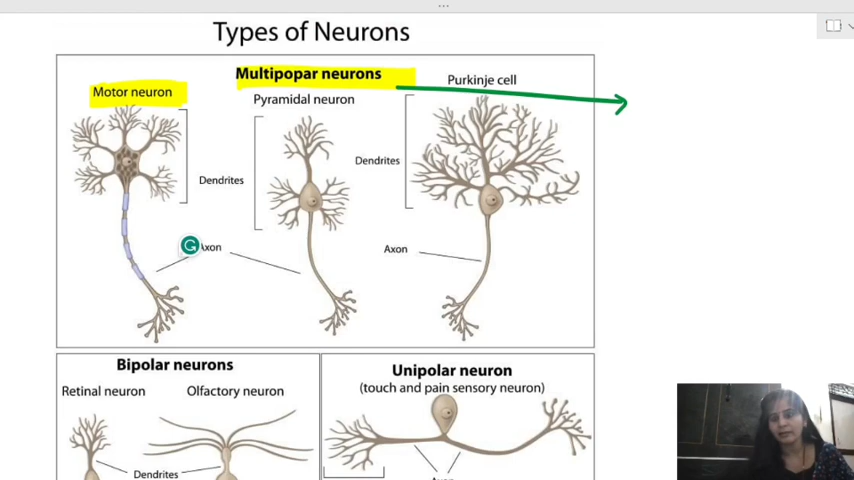 Types of Neurons
Multipopar neurons
Purkinje cell
Motor neuron
Pyramidal neuron
Dendrites
Dendrites
Axon
Axon
Bipolar neurons
Unipolar neuron
(touch and pain sensory neuron)
Retinal neuron
Olfactory neuron
Dendrites